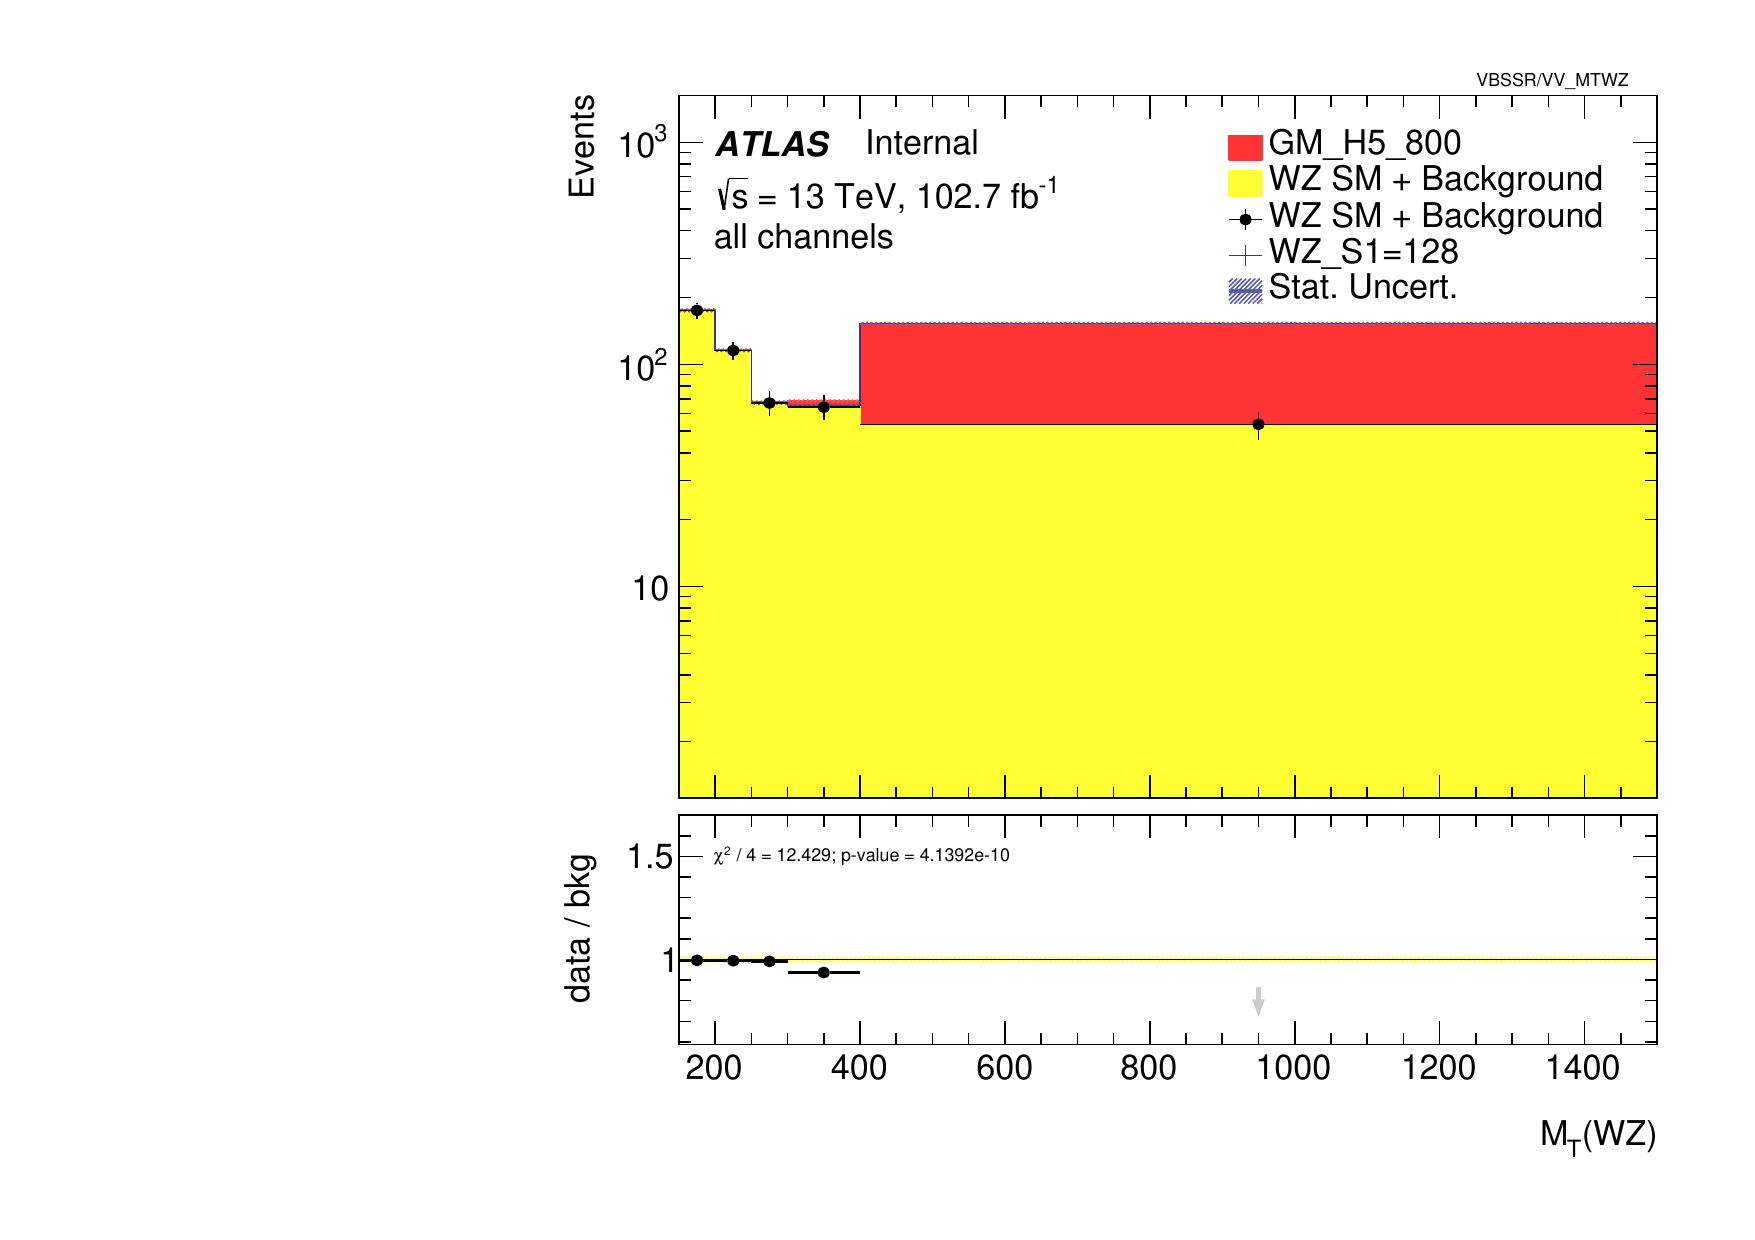 VBSSR/VV_MTWZ
Events
10³
10²
10
ATLAS Internal
√s = 13 TeV, 102.7 fb⁻¹
all channels
GM_H5_800
WZ SM + Background
WZ SM + Background
WZ_S1=128
Stat. Uncert.
data / bkg
1.5
1
χ² / 4 = 12.429; p-value = 4.1392e-10
200 400 600 800 1000 1200 1400
M_T(WZ)